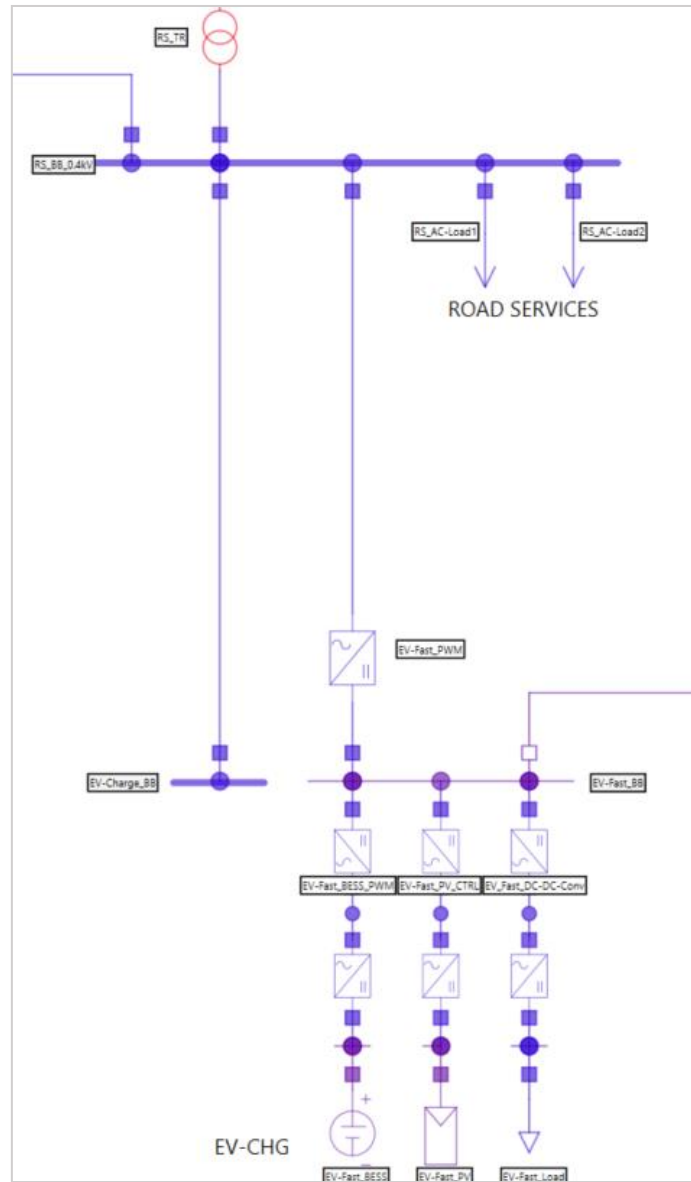 RS_TR
RS_BB_0.4kV
RS_AC-Load1
RS_AC-Load2
ROAD SERVICES
EV-Fast_PWM
EV-Charge_BB
EV-Fast_BB
EV-Fast_BESS_PWM
EV-Fast_PV_CTRL
EV_Fast_DC-DC-Conv
+
EV-CHG
−
EV-Fast_BESS
EV-Fast_PV
EV-Fast_Load